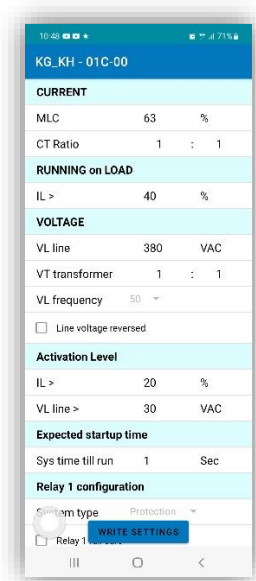 10:48 71%
KG_KH - 01C-00
CURRENT
MLC 63 %
CT Ratio 1 : 1
RUNNING on LOAD
IL > 40 %
VOLTAGE
VL line 380 VAC
VT transformer 1 : 1
VL frequency 50
Line voltage reversed
Activation Level
IL > 20 %
VL line > 30 VAC
Expected startup time
Sys time till run 1 Sec
Relay 1 configuration
type Protection
WRITE SETTINGS
Relay 1